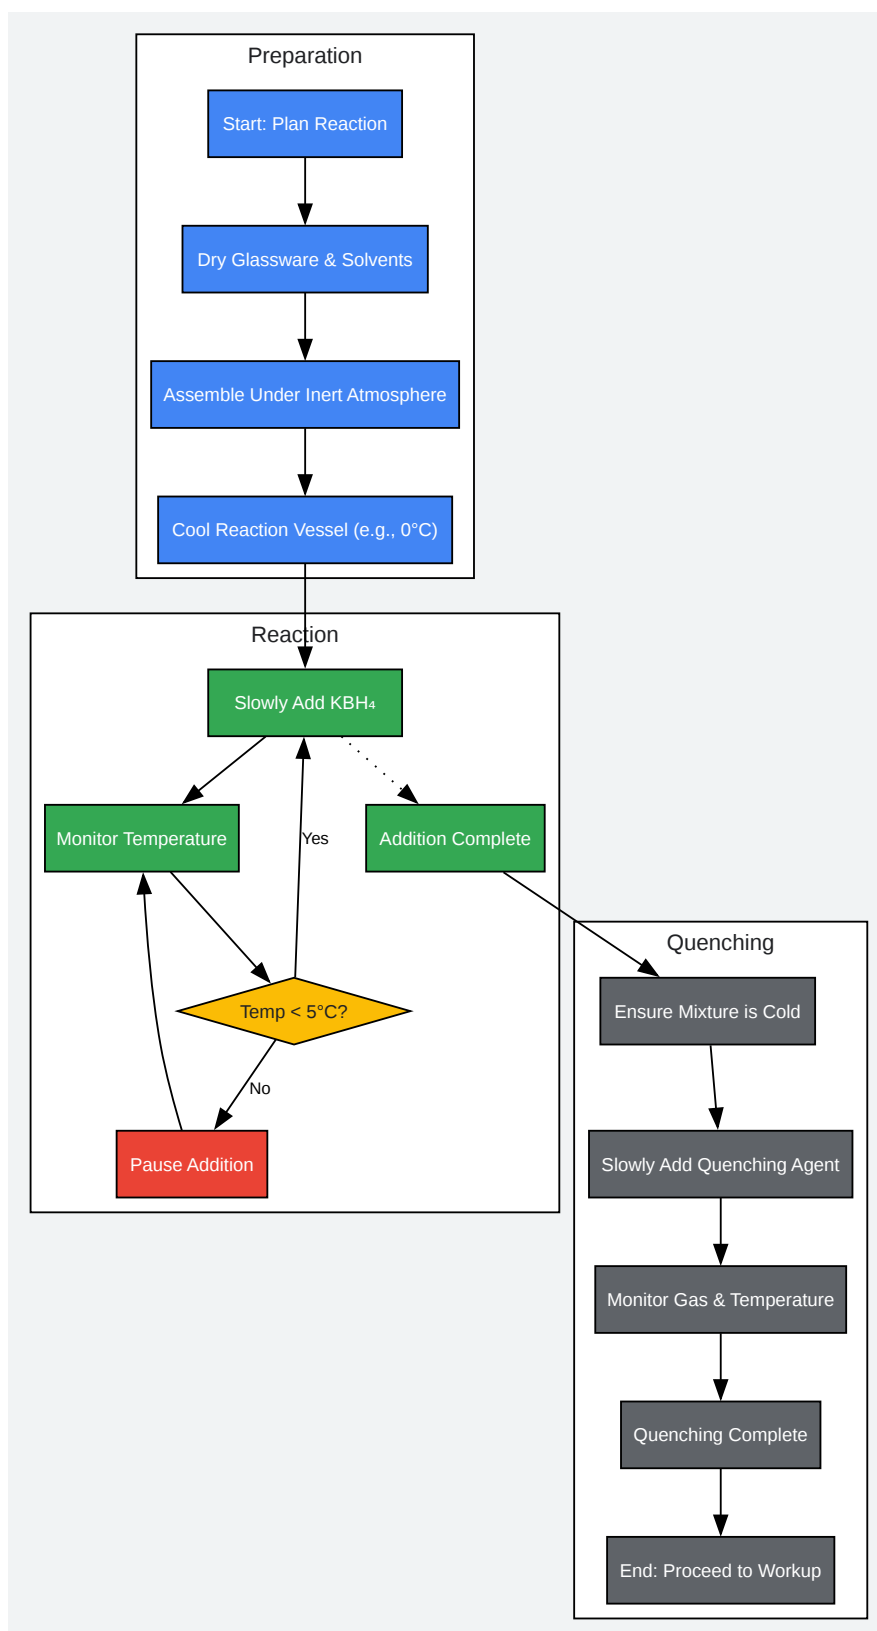 Preparation
Start: Plan Reaction
Dry Glassware & Solvents
Assemble Under Inert Atmosphere
Cool Reaction Vessel (e.g., 0°C)
Reaction
Slowly Add KBH₄
Monitor Temperature
Yes
Addition Complete
Temp < 5°C?
No
Pause Addition
Quenching
Ensure Mixture is Cold
Slowly Add Quenching Agent
Monitor Gas & Temperature
Quenching Complete
End: Proceed to Workup